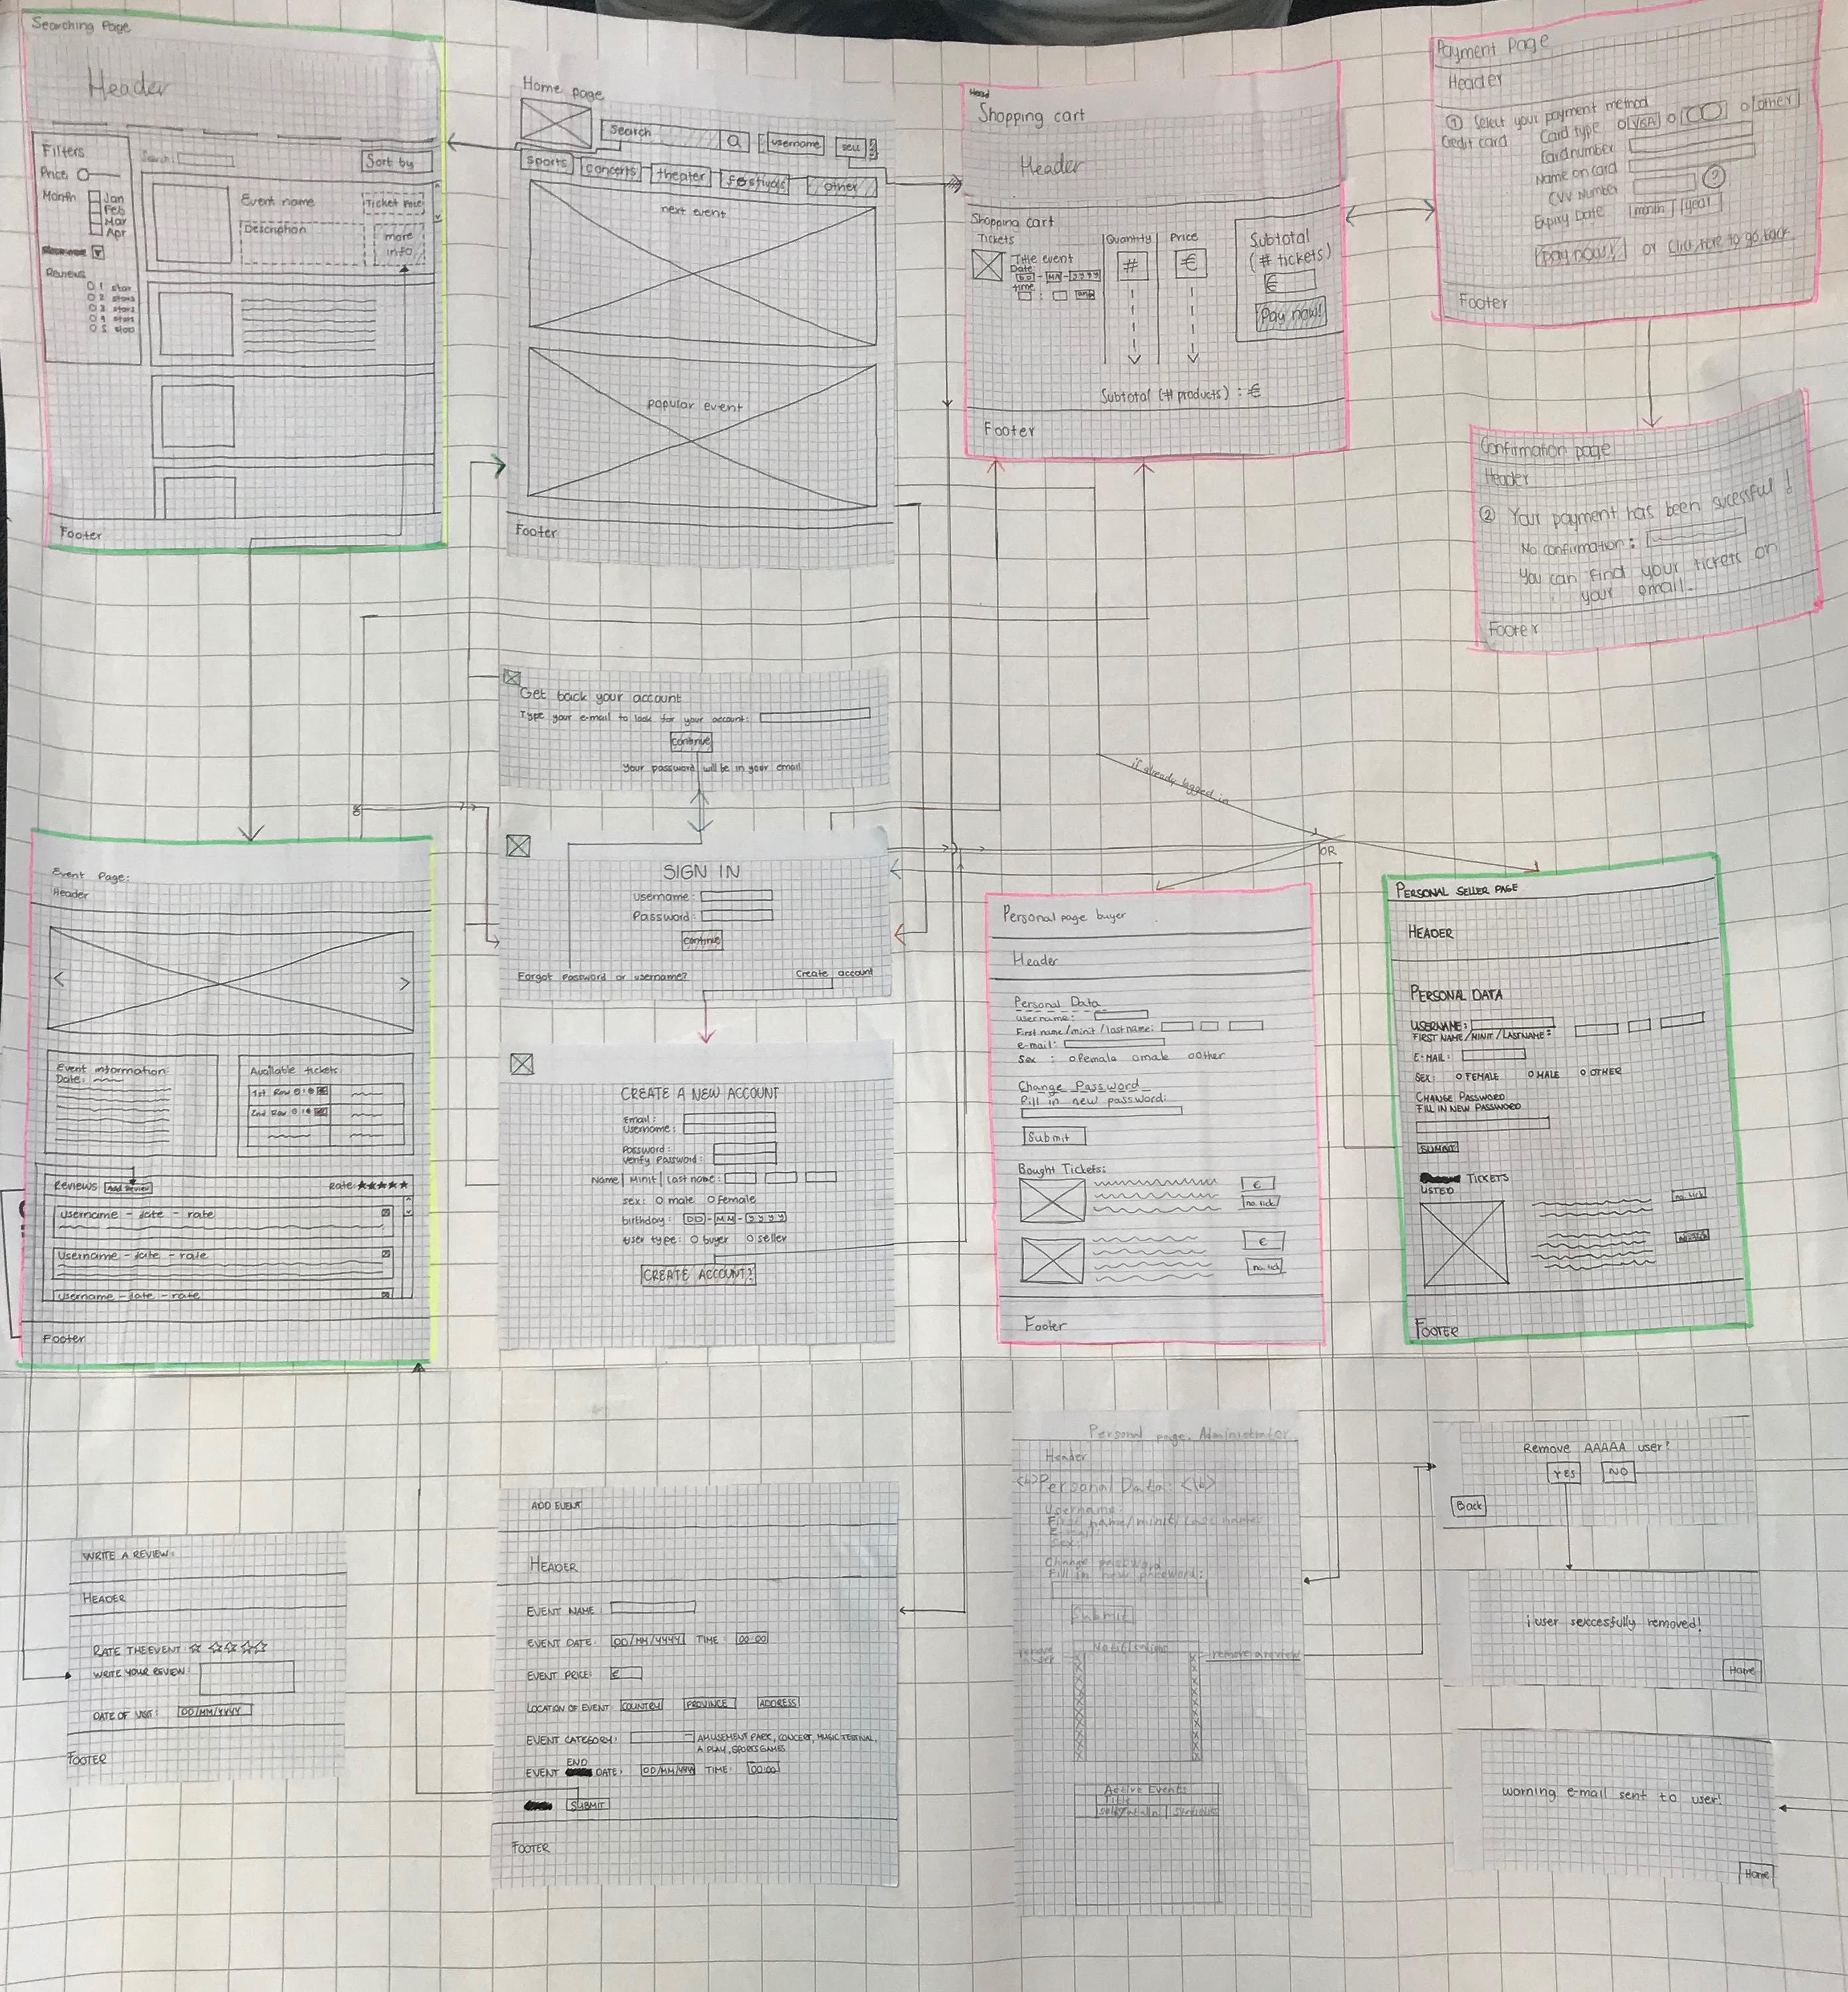 Searching Page
Header
Filters
Price
Month
Jan
Feb
Mar
Apr
Reviews
1 star
2 stars
3 stars
4 stars
5 stars
Search:
Sort by
Event name
Ticket Price
Description
more info
Footer
Home page
Search
username
sell
sports
concerts
theater
festivals
other
next event
popular event
Footer
Head
Shopping cart
Header
Shopping cart
Tickets
Quantity
Price
Title event
Date
DD - MM - YYYY
time
:
#
€
Subtotal
(# tickets)
€
Pay now!
Subtotal (# products) : €
Footer
Payment Page
Header
① Select your payment method
Credit card
Card type
VISA
other
Card number
Name on card
CVV Number
?
Expiry Date
month
year
pay now!
or click here to go back
Footer
Confirmation page
Header
② Your payment has been sucessful!
No confirmation:
You can find your tickets on
your email.
Footer
Get back your account
Type your e-mail to look for your account:
continue
Your password will be in your email
SIGN IN
Username:
Password:
continue
Forgot Password or username?
Create account
if already logged in
OR
CREATE A NEW ACCOUNT
Email:
Username:
Password:
Verify Password:
Name | Minit | Last name:
sex: male female
birthday: DD - MM - YYYY
user type: buyer seller
CREATE ACCOUNT!
Event Page:
Header
<
>
Event information:
Date:
Available tickets:
1st Row
2nd Row
Reviews
Add Review
Rate: ★★★★★
Username - date - rate
Username - date - rate
Username - date - rate
Footer
Personal page buyer
Header
Personal Data
username:
First name/minit/lastname:
e-mail:
Sex : Female male Other
Change Password
Fill in new password:
Submit
Bought Tickets:
€
no. tick
€
no. tick
Footer
PERSONAL SELLER PAGE
HEADER
PERSONAL DATA
USERNAME:
FIRST NAME/MINIT/LASTNAME:
E-MAIL:
SEX: FEMALE MALE OTHER
CHANGE PASSWORD
FILL IN NEW PASSWORD
SUBMIT
TICKETS
LISTED
no. tick
FOOTER
WRITE A REVIEW:
HEADER
RATE THE EVENT:
WRITE YOUR REVIEW:
DATE OF VISIT: DD/MM/YYYY
FOOTER
ADD EVENT
HEADER
EVENT NAME
EVENT DATE: DD/MM/YYYY TIME: 00:00
EVENT PRICE: €
LOCATION OF EVENT: COUNTRY PROVINCE ADDRESS
EVENT CATEGORY:
AMUSEMENT PARK, CONCERT, MUSIC FESTIVAL,
A PLAY, SPORTS GAMES
END
EVENT DATE: DD/MM/YYYY TIME: 00:00
SUBMIT
FOOTER
Personal page. Administrator
Header
Personal Data:
Username:
First name/minit/Last name:
E-mail:
Sex:
Change password
Fill in new password:
Submit
Notifications
remove user
remove a review
Active Events
Title
Remove AAAAA user?
YES
NO
Back
¡ user succesfully removed!
Home
warning e-mail sent to user!
Home